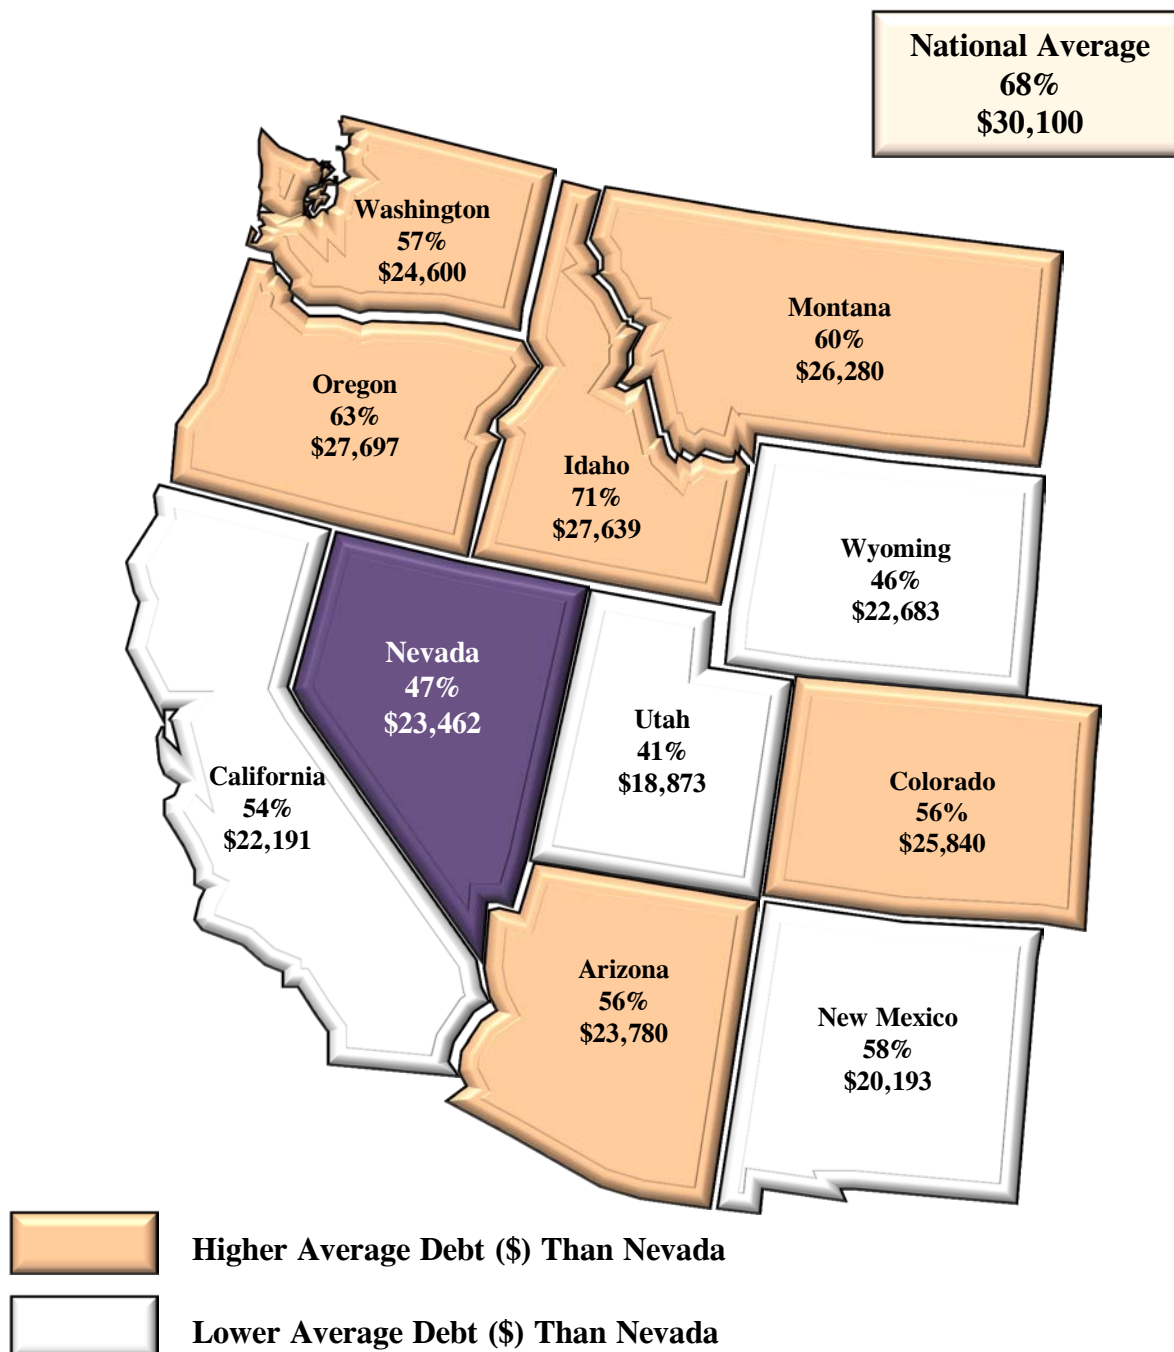 National Average
68%
$30,100
Washington
57%
$24,600
Montana
60%
$26,280
Oregon
63%
$27,697
Idaho
71%
$27,639
Wyoming
46%
$22,683
Nevada
47%
$23,462
Utah
41%
$18,873
California
54%
$22,191
Colorado
56%
$25,840
Arizona
56%
$23,780
New Mexico
58%
$20,193
Higher Average Debt ($) Than Nevada
Lower Average Debt ($) Than Nevada